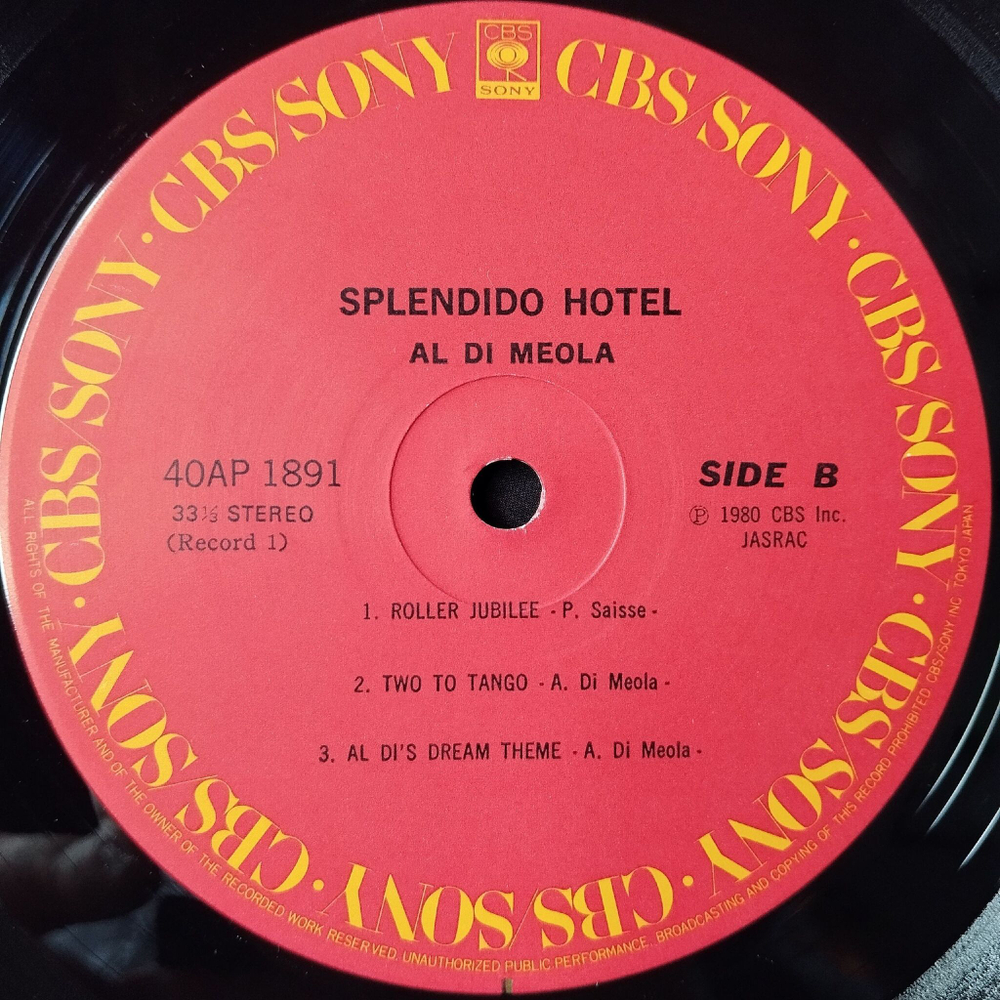 CBS
SONY
CBS/SONY · CBS/SONY · CBS/SONY · CBS/SONY · CBS/SONY · CBS/SONY · CBS/SONY · CBS/SONY
SPLENDIDO HOTEL
AL DI MEOLA
40AP 1891
33⅓ STEREO
(Record 1)
SIDE B
Ⓟ 1980 CBS Inc.
JASRAC
1. ROLLER JUBILEE - P. Saisse -
2. TWO TO TANGO - A. Di Meola -
3. AL DI'S DREAM THEME - A. Di Meola -
ALL RIGHTS OF THE MANUFACTURER AND OF THE OWNER OF THE RECORDED WORK RESERVED. UNAUTHORIZED PUBLIC PERFORMANCE, BROADCASTING AND COPYING OF THIS RECORD PROHIBITED CBS/SONY INC. TOKYO JAPAN